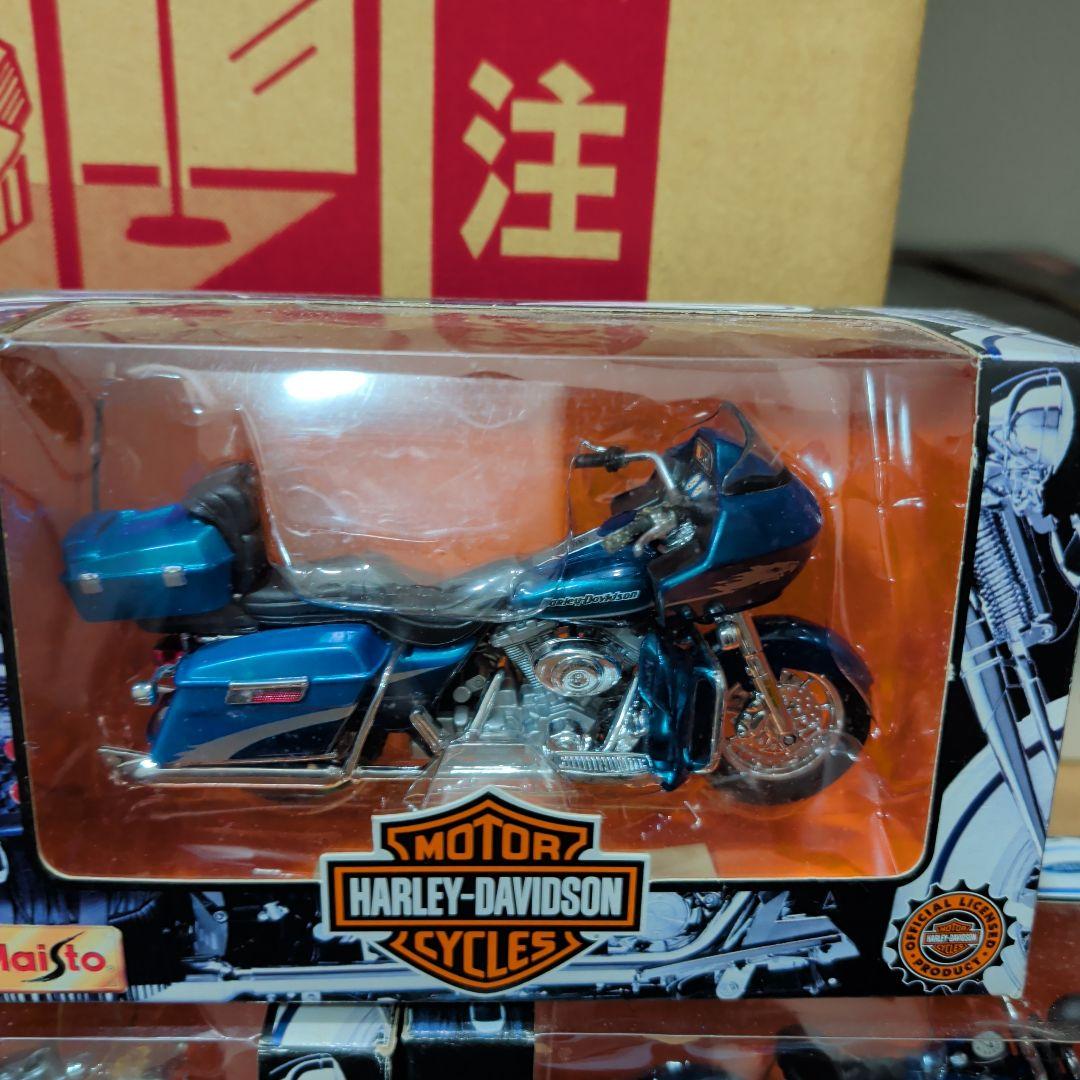 注
Harley-Davidson
MOTOR
HARLEY-DAVIDSON
CYCLES
Maisto
OFFICIAL LICENSED
MOTOR
HARLEY-DAVIDSON
CYCLES
PRODUCT